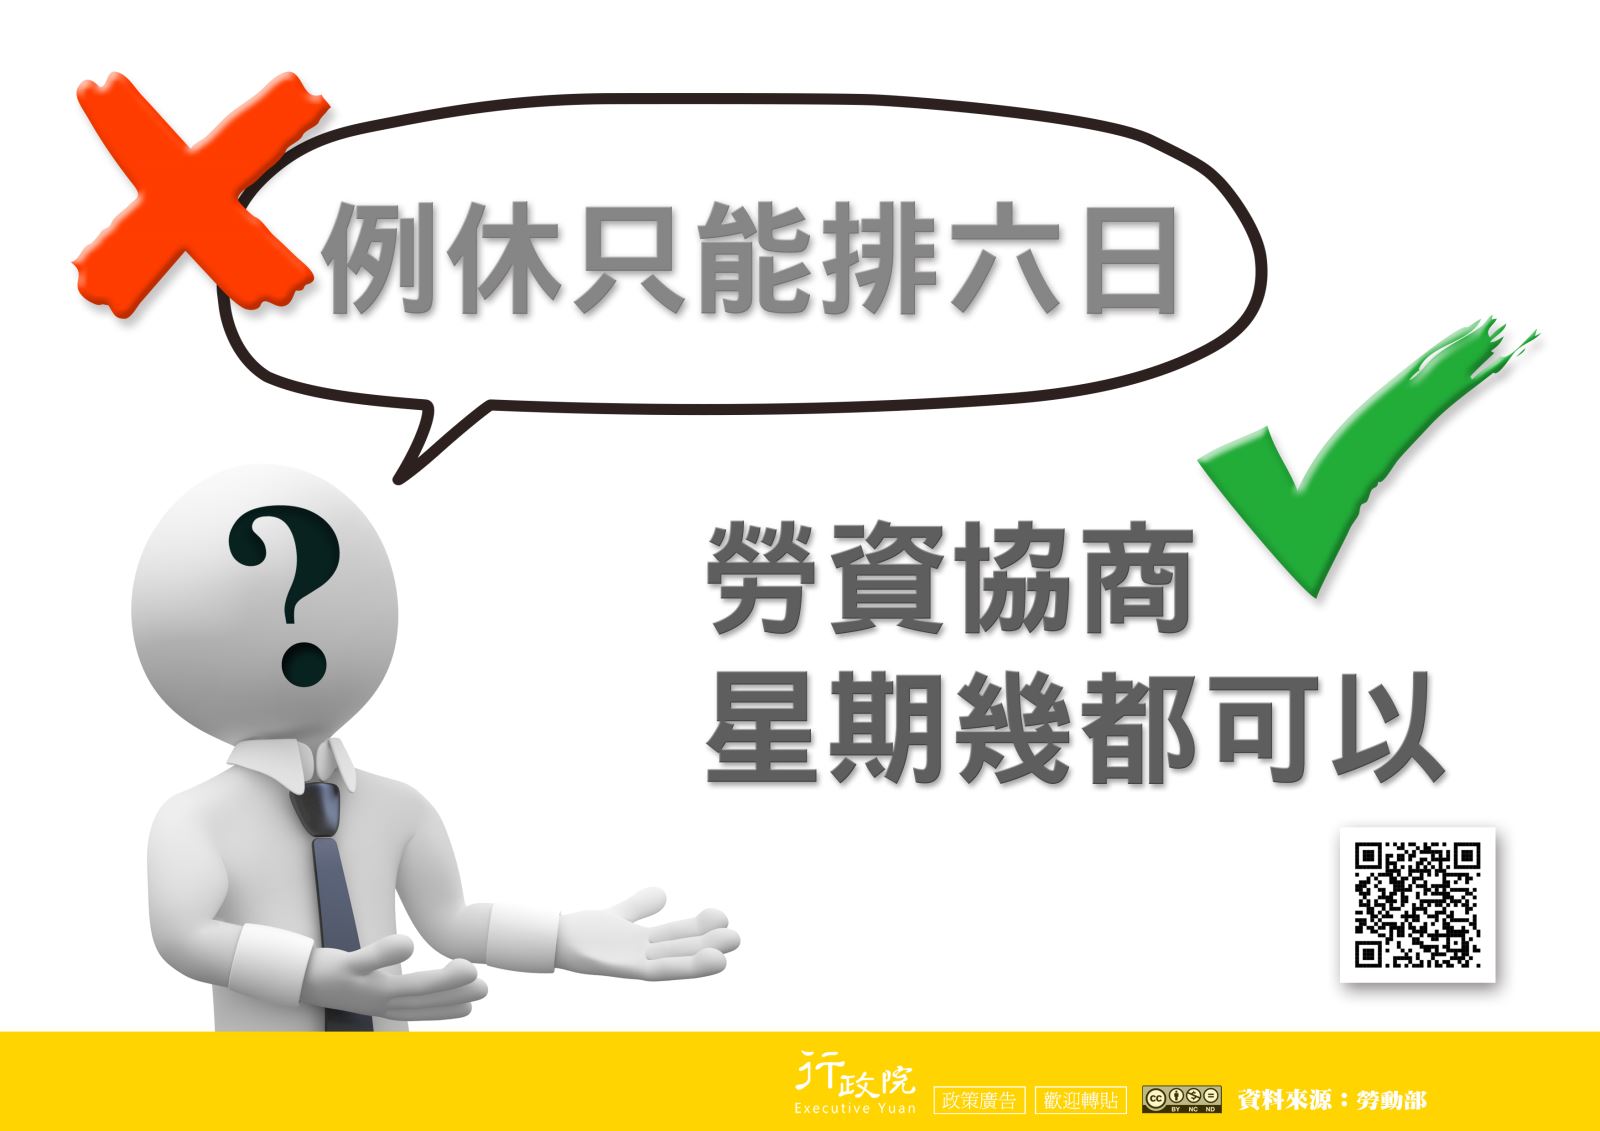 例休只能排六日
?
勞資協商
星期幾都可以
行政院
Executive Yuan
政策廣告
歡迎轉貼
cc
BY NC ND
資料來源：勞動部